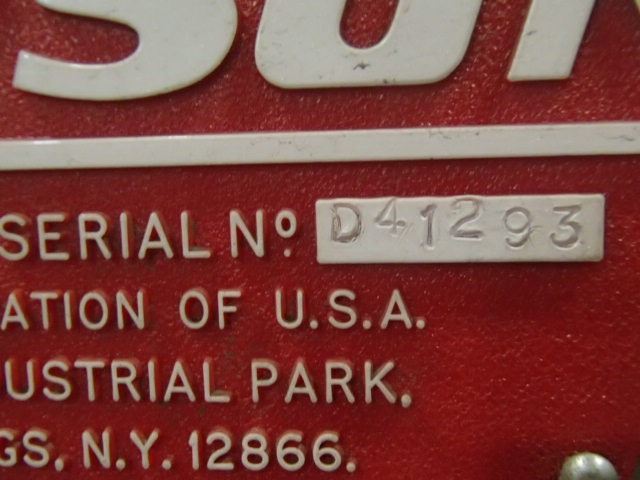 SERIAL Nº D41293
ATION OF U.S.A.
USTRIAL PARK,
GS, N.Y. 12866.